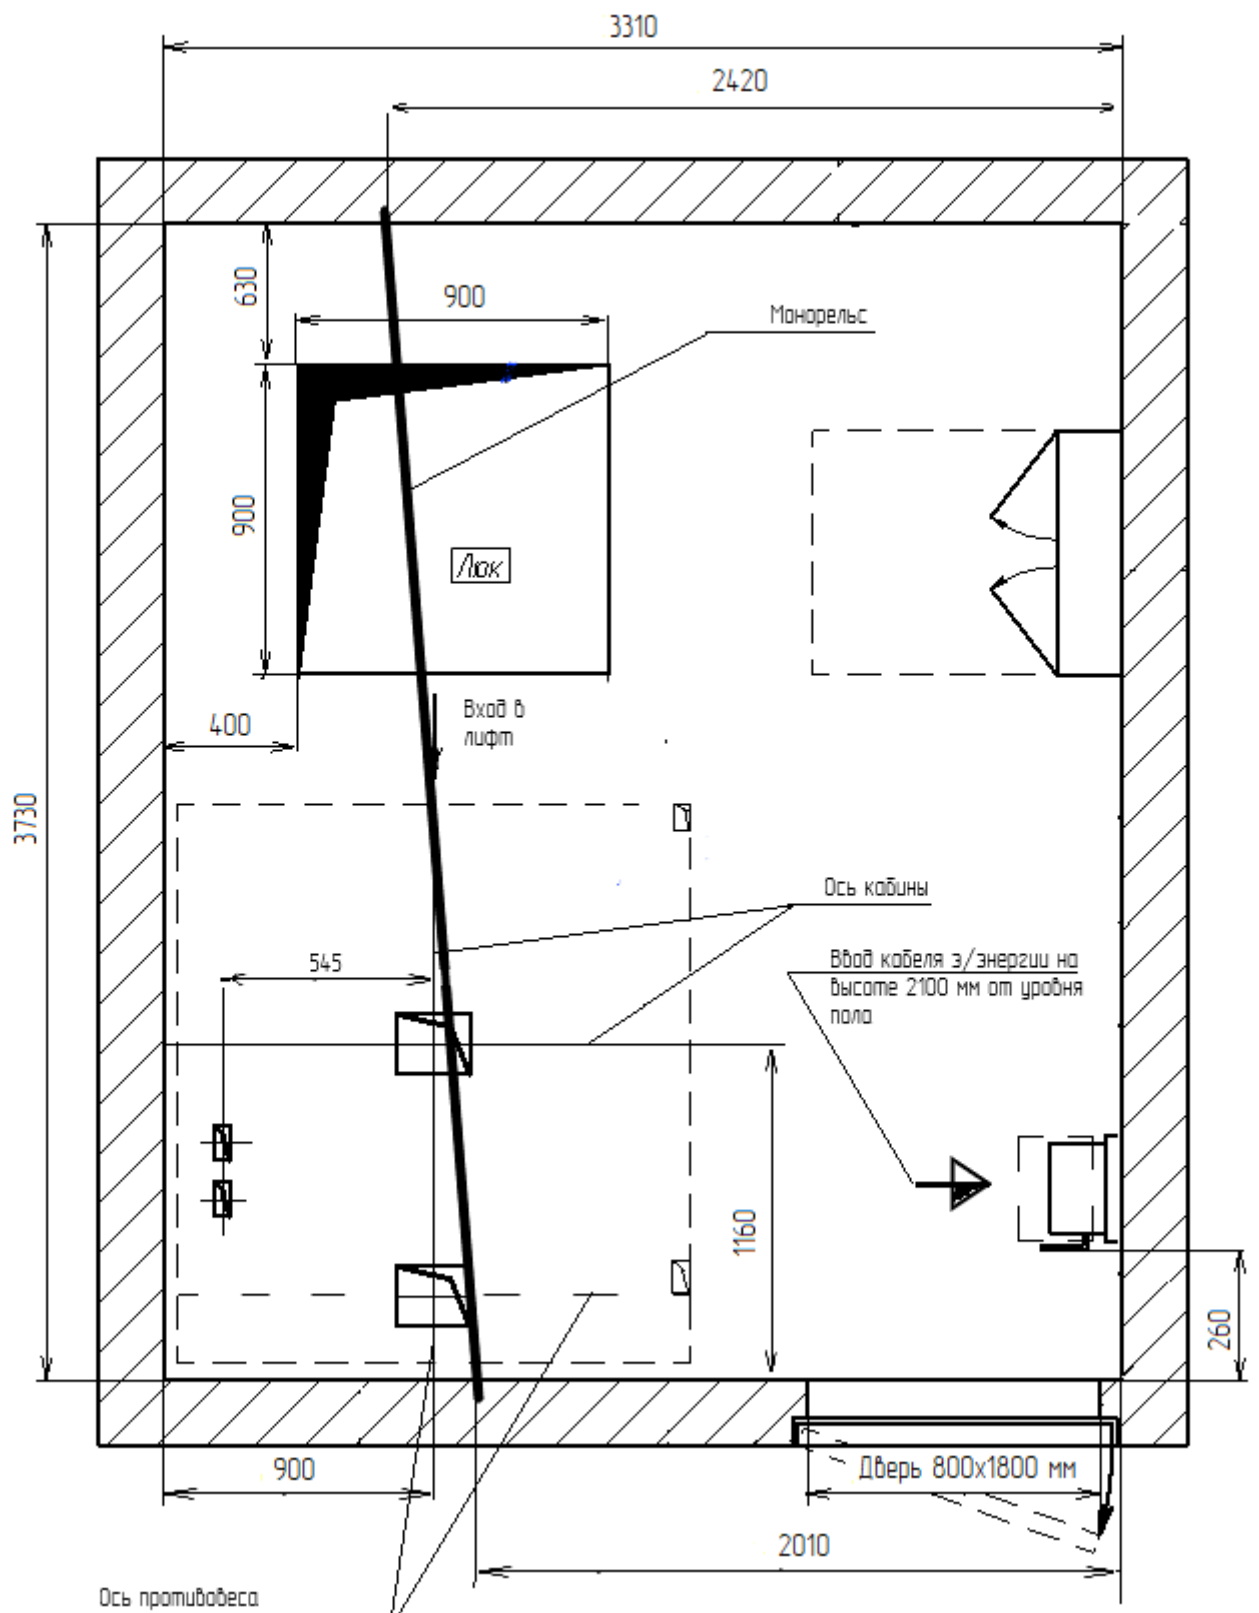 3310
2420
630
900
Монорельс
900
Люк
Вход в
лифт
400
3730
Ось кабины
545
Ввод кабеля э/энергии на
высоте 2100 мм от уровня
пола
1160
260
900
Дверь 800х1800 мм
2010
Ось противовеса